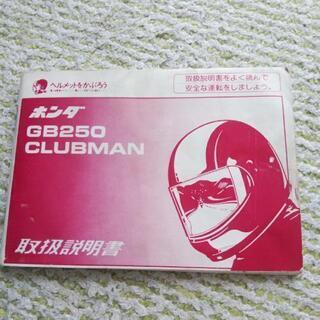 ヘルメットをかぶろう
取扱説明書をよく読んで
安全な運転をしましょう。
ホンダ
GB250
CLUBMAN
取扱説明書